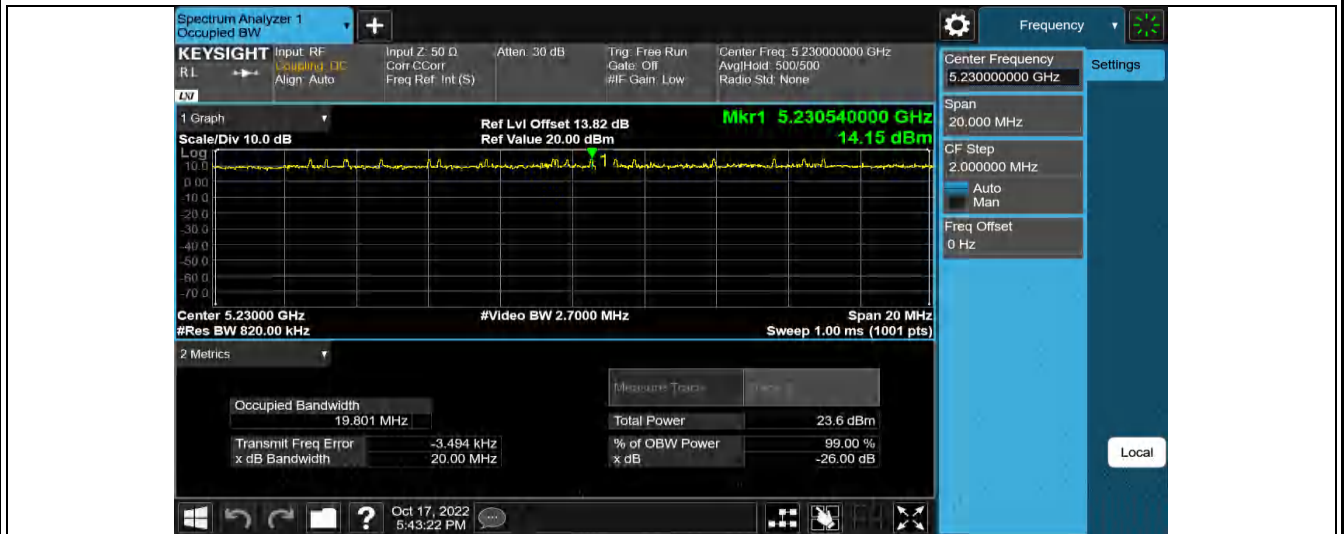 Spectrum Analyzer 1
Occupied BW
Frequency
KEYSIGHT
RL
LXI
Input: RF
Coupling: DC
Align: Auto
Input Z: 50 Ω
Corr CCorr
Freq Ref: Int (S)
Atten: 30 dB
Trig: Free Run
Gate: Off
#IF Gain: Low
Center Freq: 5.230000000 GHz
Avg|Hold: 500/500
Radio Std: None
Center Frequency
5.230000000 GHz
Settings
Span
20.000 MHz
CF Step
2.000000 MHz
Auto
Man
Freq Offset
0 Hz
Local
1 Graph
Scale/Div 10.0 dB
Ref Lvl Offset 13.82 dB
Ref Value 20.00 dBm
Mkr1 5.230540000 GHz
14.15 dBm
Log
10.0
0.00
-10.0
-20.0
-30.0
-40.0
-50.0
-60.0
-70.0
1
Center 5.23000 GHz
#Res BW 820.00 kHz
#Video BW 2.7000 MHz
Span 20 MHz
Sweep 1.00 ms (1001 pts)
2 Metrics
Measure Trace
Occupied Bandwidth
19.801 MHz
Total Power 23.6 dBm
Transmit Freq Error -3.494 kHz
% of OBW Power 99.00 %
x dB Bandwidth 20.00 MHz
x dB -26.00 dB
?
Oct 17, 2022
5:43:22 PM